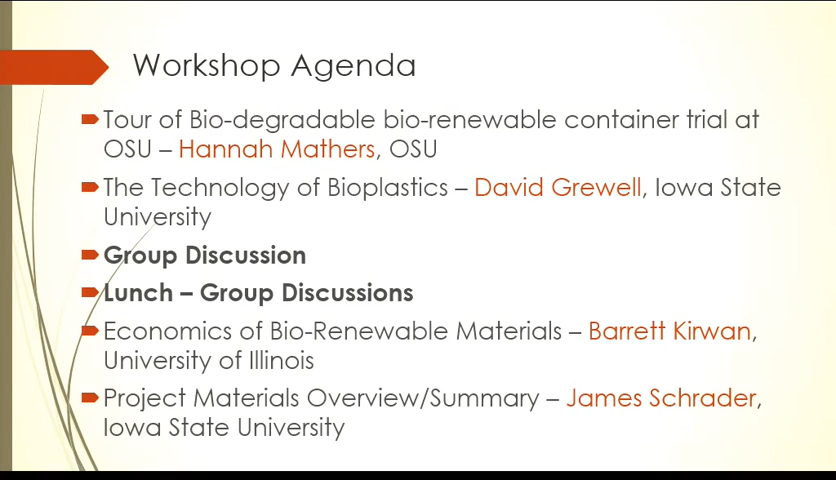 Workshop Agenda
Tour of Bio-degradable bio-renewable container trial at
OSU – Hannah Mathers, OSU
The Technology of Bioplastics – David Grewell, Iowa State
University
Group Discussion
Lunch – Group Discussions
Economics of Bio-Renewable Materials – Barrett Kirwan,
University of Illinois
Project Materials Overview/Summary – James Schrader,
Iowa State University